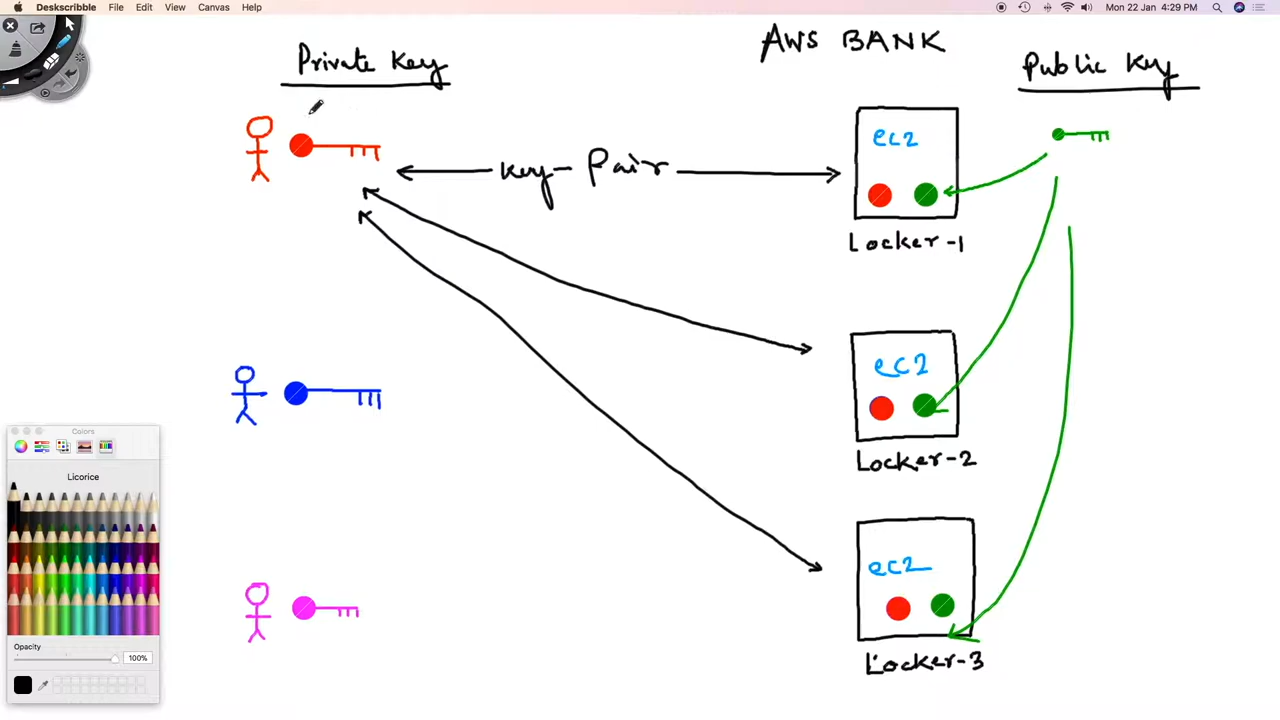 Deskscribble File Edit View Canvas Help Mon 22 Jan 4:29 PM
AWS BANK
Private Key
Public Key
ec2
Key-Pair
Locker-1
ec2
Locker-2
ec2
Locker-3
Colors
Licorice
Opacity
100%